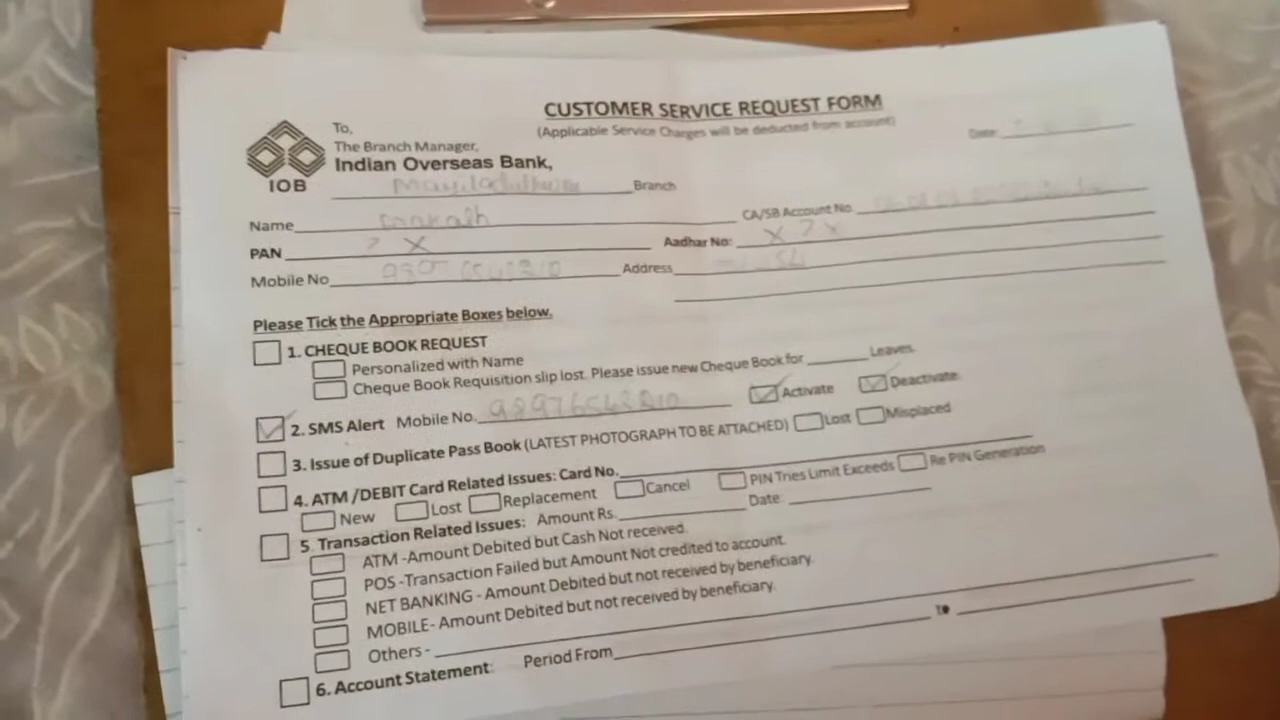 CUSTOMER SERVICE REQUEST FORM
(Applicable Service Charges will be deducted from account)
Date:
To,
The Branch Manager,
Indian Overseas Bank,
IOB
Branch
Name
CA/SB Account No.
PAN ? X
Aadhar No: X ? X
Mobile No
Address
Please Tick the Appropriate Boxes below.
1. CHEQUE BOOK REQUEST
Personalized with Name
Cheque Book Requisition slip lost. Please issue new Cheque Book for ______ Leaves.
2. SMS Alert Mobile No. Activate Deactivate
3. Issue of Duplicate Pass Book (LATEST PHOTOGRAPH TO BE ATTACHED) Lost Misplaced
4. ATM /DEBIT Card Related Issues: Card No.
New Lost Replacement Cancel PIN Tries Limit Exceeds Re PIN Generation
5. Transaction Related Issues: Amount Rs. Date:
ATM -Amount Debited but Cash Not received.
POS -Transaction Failed but Amount Not credited to account.
NET BANKING - Amount Debited but not received by beneficiary.
MOBILE- Amount Debited but not received by beneficiary.
Others -
6. Account Statement: Period From to